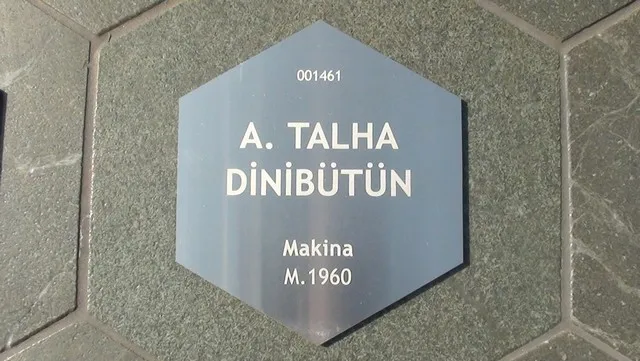 001461
A. TALHA
DİNİBÜTÜN
Makina
M.1960